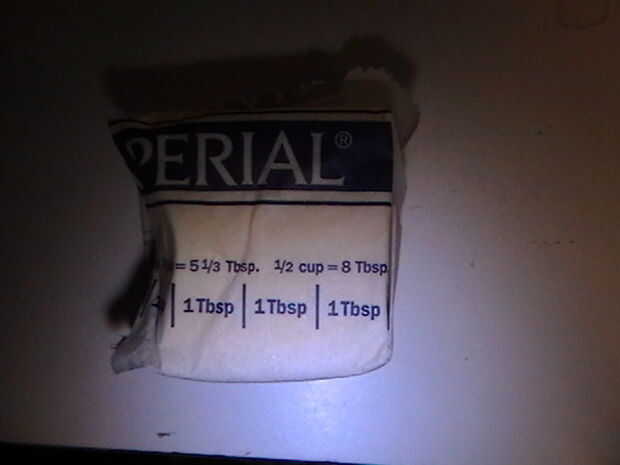 PERIAL®
= 5 1/3 Tbsp. 1/2 cup = 8 Tbsp.
1 Tbsp 1 Tbsp 1 Tbsp